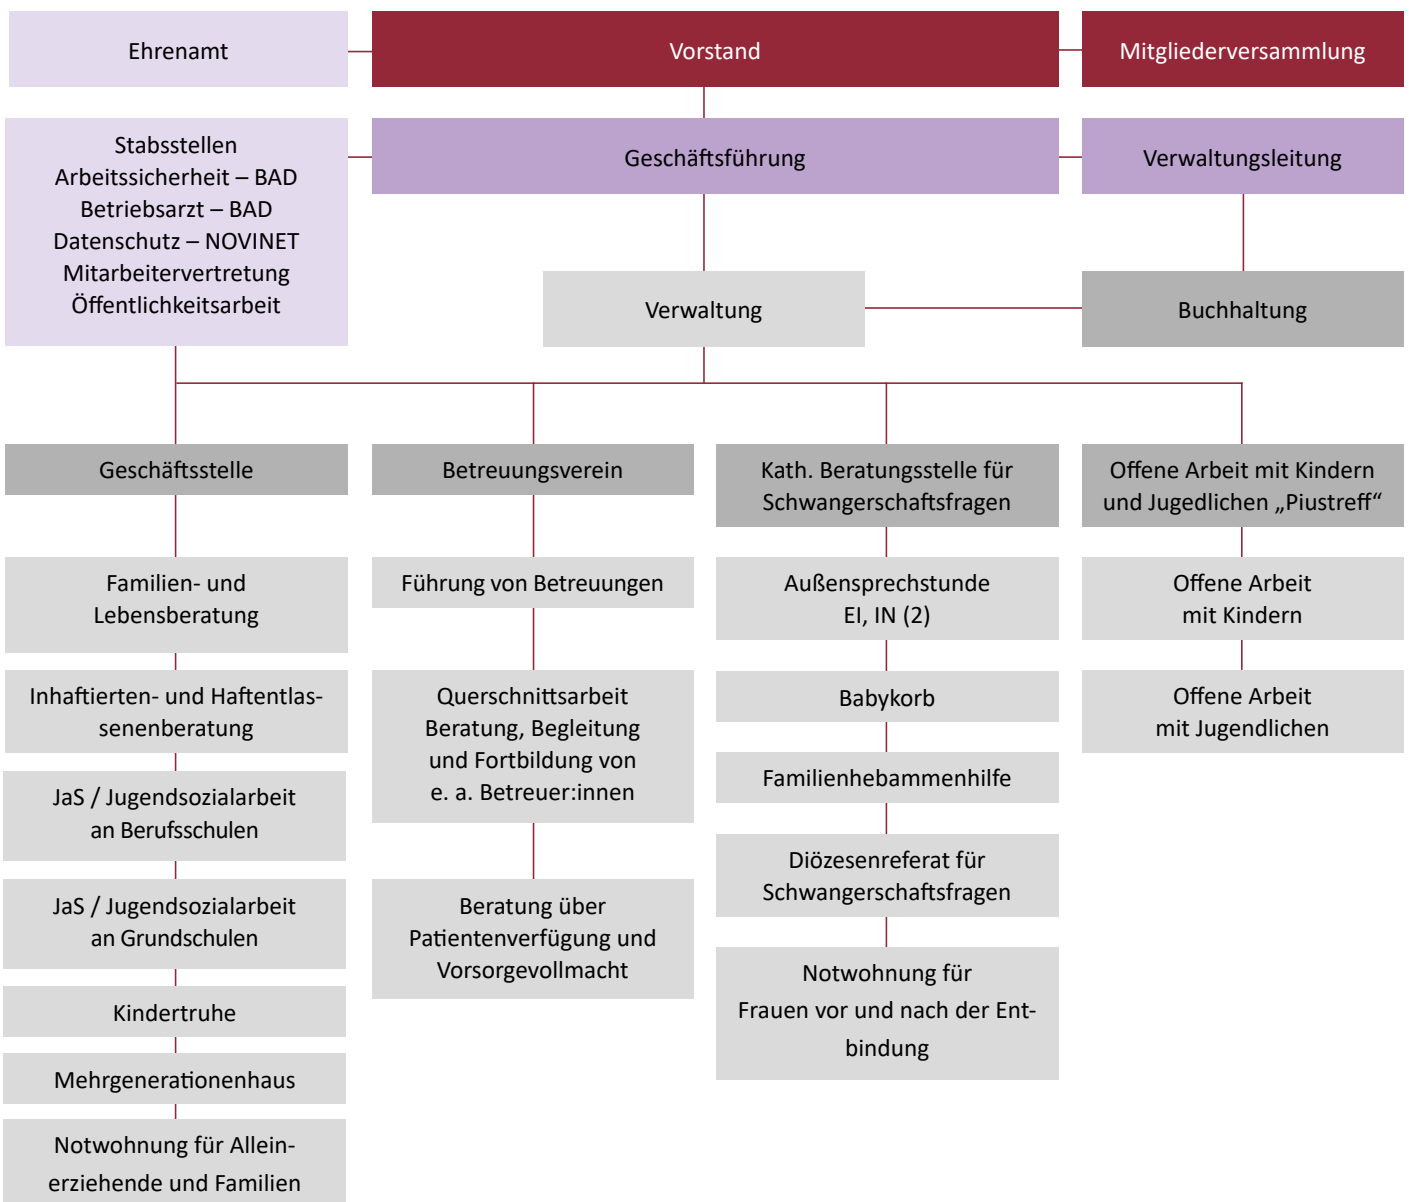 Ehrenamt
Vorstand
Mitgliederversammlung
Stabsstellen
Arbeitssicherheit – BAD
Betriebsarzt – BAD
Datenschutz – NOVINET
Mitarbeitervertretung
Öffentlichkeitsarbeit
Geschäftsführung
Verwaltungsleitung
Verwaltung
Buchhaltung
Geschäftsstelle
Familien- und
Lebensberatung
Inhaftierten- und Haftentlas-
senenberatung
JaS / Jugendsozialarbeit
an Berufsschulen
JaS / Jugendsozialarbeit
an Grundschulen
Kindertruhe
Mehrgenerationenhaus
Notwohnung für Allein-
erziehende und Familien
Betreuungsverein
Führung von Betreuungen
Querschnittsarbeit
Beratung, Begleitung
und Fortbildung von
e. a. Betreuer:innen
Beratung über
Patientenverfügung und
Vorsorgevollmacht
Kath. Beratungsstelle für
Schwangerschaftsfragen
Außensprechstunde
EI, IN (2)
Babykorb
Familienhebammenhilfe
Diözesenreferat für
Schwangerschaftsfragen
Notwohnung für
Frauen vor und nach der Ent-
bindung
Offene Arbeit mit Kindern
und Jugedlichen „Piustreff“
Offene Arbeit
mit Kindern
Offene Arbeit
mit Jugendlichen